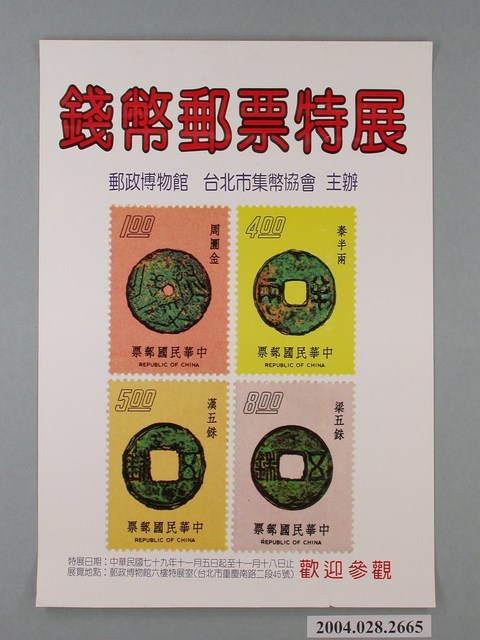 錢幣郵票特展
郵政博物館 台北市集幣協會 主辦
1.00
周圜金
中華民國郵票
REPUBLIC OF CHINA
4.00
秦半兩
中華民國郵票
REPUBLIC OF CHINA
5.00
漢五銖
中華民國郵票
REPUBLIC OF CHINA
8.00
梁五銖
中華民國郵票
REPUBLIC OF CHINA
特展日期：中華民國七十九年十一月五日起至十一月十八日止
展覽地點：郵政博物館六樓特展室(台北市重慶南路二段45號)
歡迎參觀
2004.028.2665